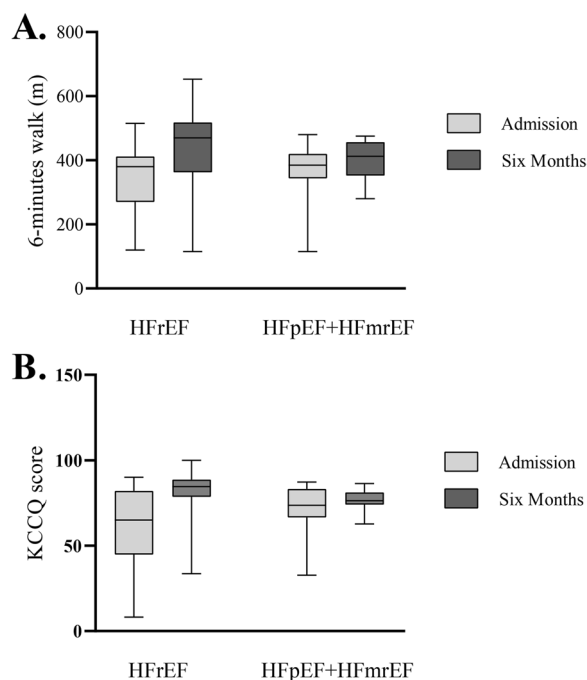 A.
800
600
400
200
0
6-minutes walk (m)
HFrEF
HFpEF+HFmrEF
Admission
Six Months
B.
150
100
50
0
KCCQ score
HFrEF
HFpEF+HFmrEF
Admission
Six Months